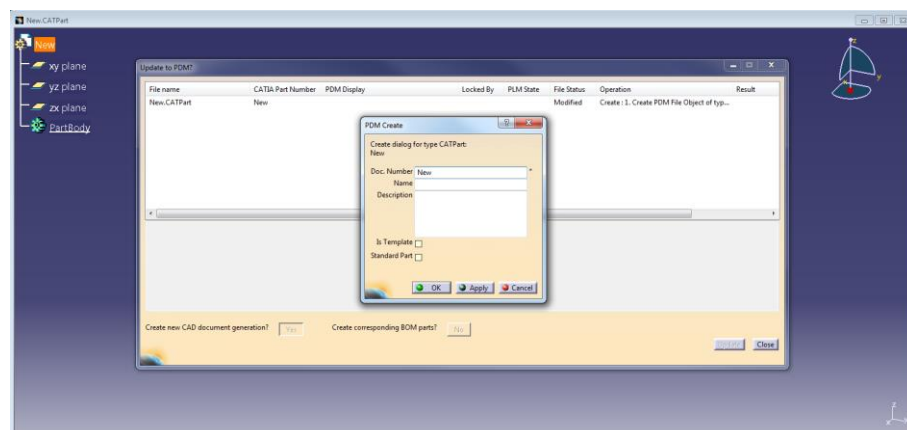 New.CATPart
New
xy plane
yz plane
zx plane
PartBody
Update to PDM?
File name CATIA Part Number PDM Display Locked By PLM State File Status Operation Result
New.CATPart New Modified Create : 1. Create PDM File Object of typ...
PDM Create
Create dialog for type CATPart:
New
Doc. Number New *
Name
Description
Is Template
Standard Part
OK Apply Cancel
Create new CAD document generation? Yes Create corresponding BOM parts? No
Update Close
z
y
x
z
y
x